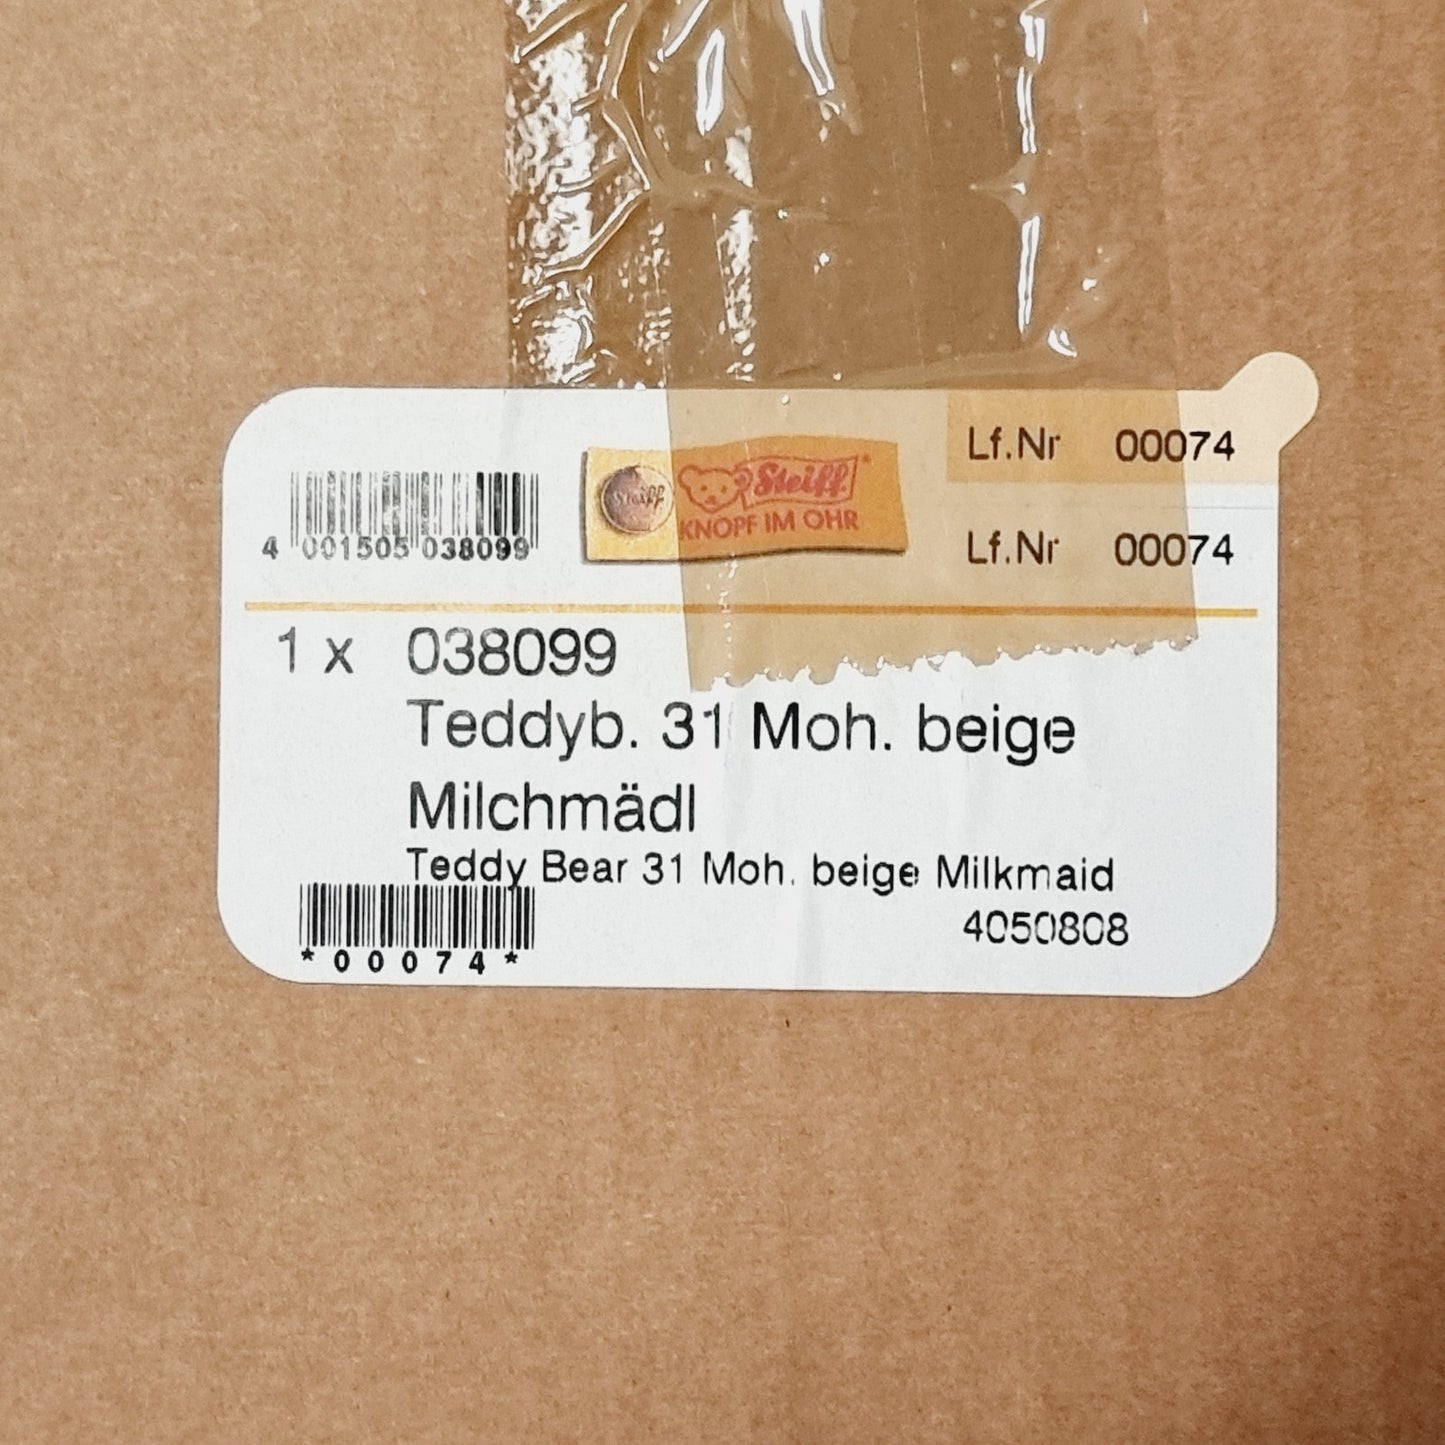 Lf.Nr 00074
Steiff
Steiff
KNOPF IM OHR
4 001505 038099
Lf.Nr 00074
1 x 038099
Teddyb. 31 Moh. beige
Milchmädl
Teddy Bear 31 Moh. beige Milkmaid
4050808
*00074*